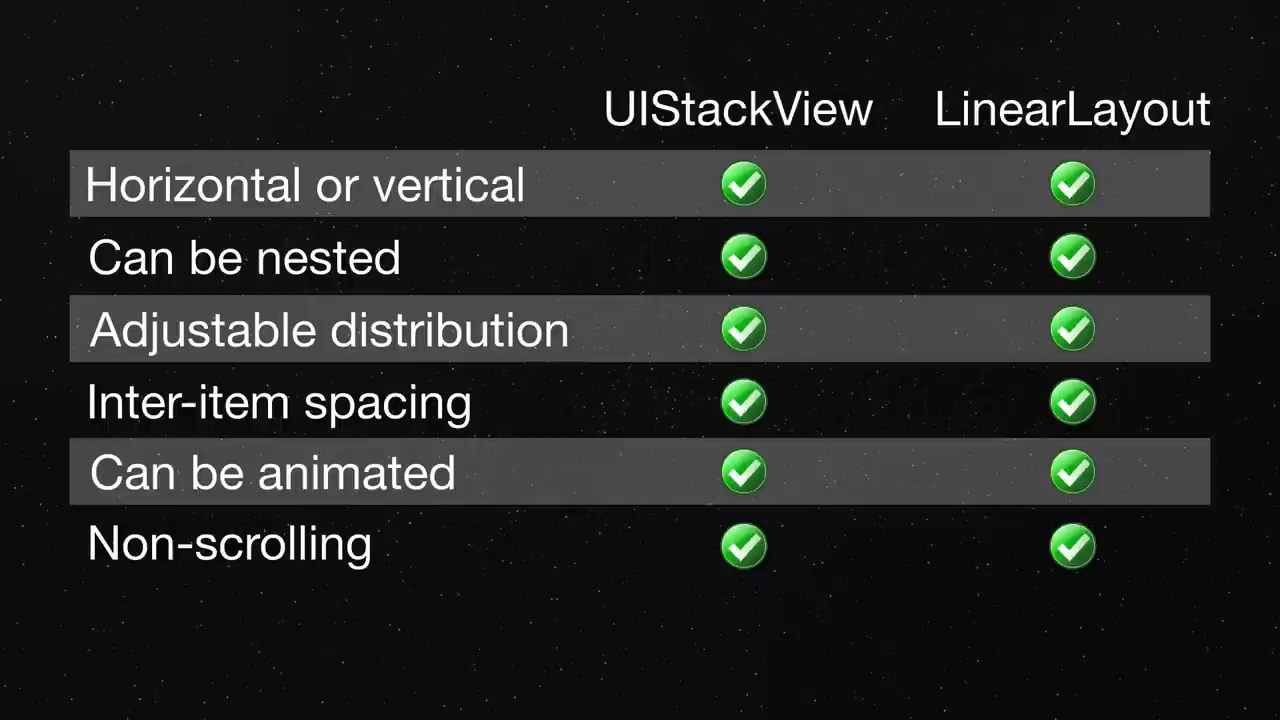 UIStackView LinearLayout
Horizontal or vertical
Can be nested
Adjustable distribution
Inter-item spacing
Can be animated
Non-scrolling